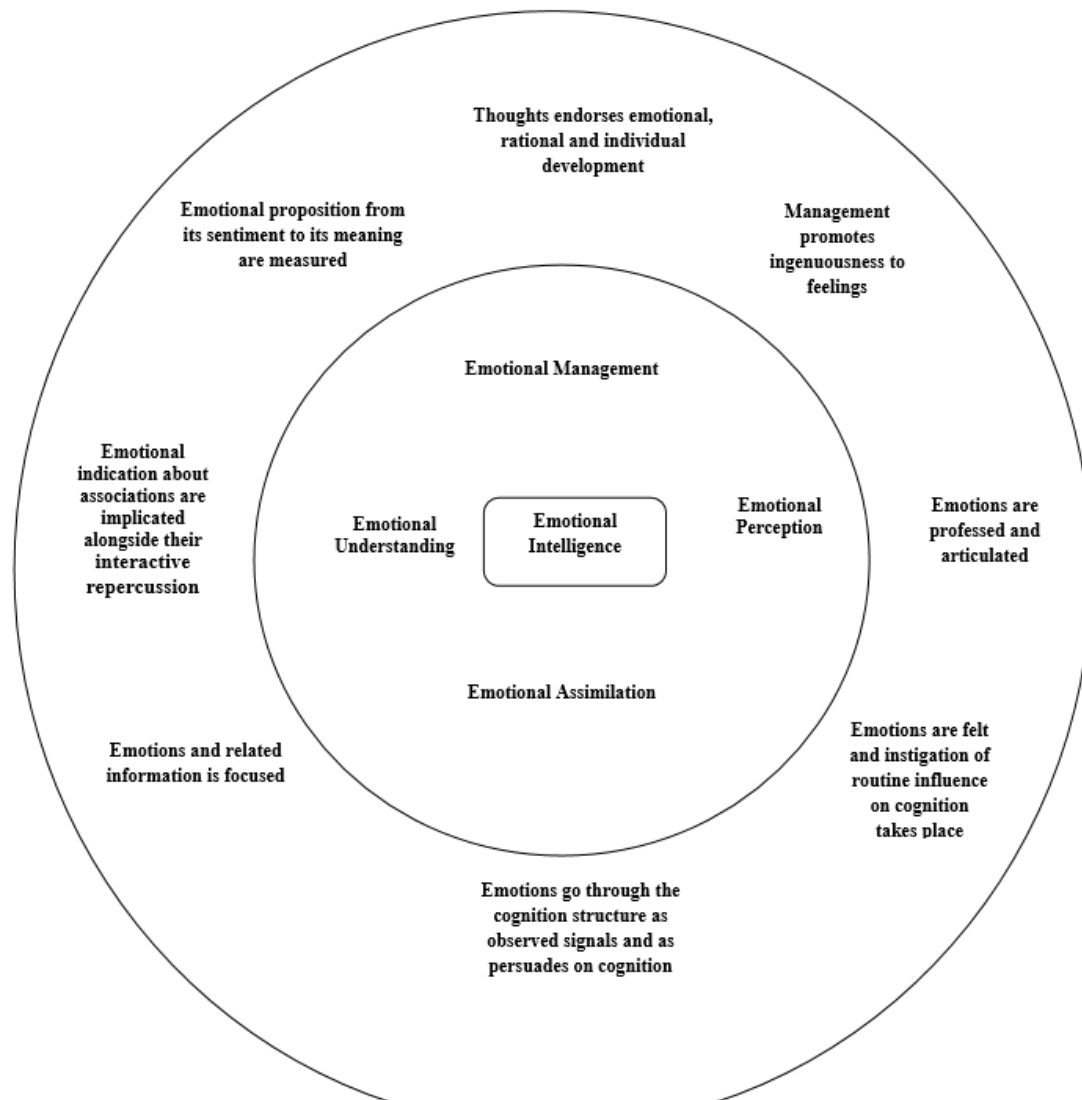 Thoughts endorses emotional,
rational and individual
development
Emotional proposition from
its sentiment to its meaning
are measured
Management
promotes
ingenuousness to
feelings
Emotional Management
Emotional
indication about
associations are
implicated
alongside their
interactive
repercussion
Emotional
Understanding
Emotional
Intelligence
Emotional
Perception
Emotions are
professed and
articulated
Emotional Assimilation
Emotions and related
information is focused
Emotions are felt
and instigation of
routine influence
on cognition
takes place
Emotions go through the
cognition structure as
observed signals and as
persuades on cognition